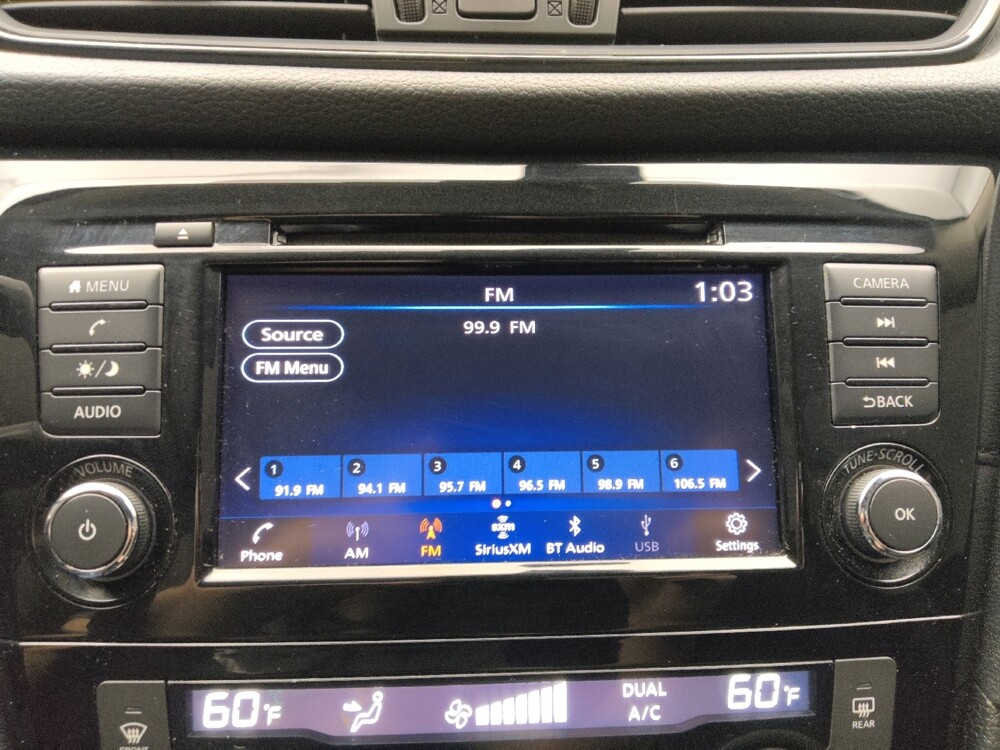 MENU
AUDIO
VOLUME
FM 1:03
99.9 FM
Source
FM Menu
1 2 3 4 5 6
91.9 FM 94.1 FM 95.7 FM 96.5 FM 98.9 FM 106.5 FM
Phone AM FM SiriusXM BT Audio USB Settings
sxm
CAMERA
BACK
TUNE·SCROLL
OK
60°F DUAL 60°F
A/C
FRONT
REAR